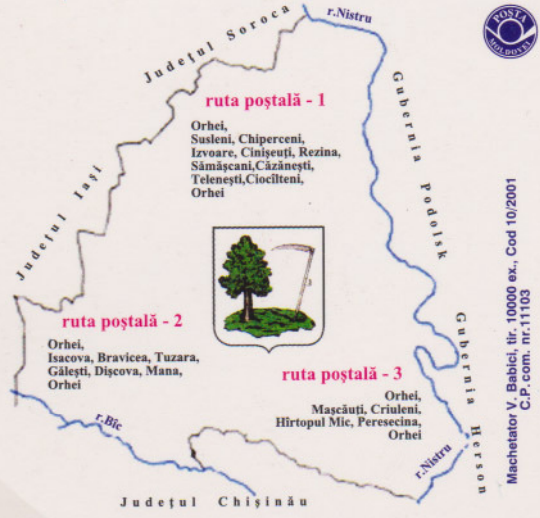 POȘTA
MOLDOVEI
r.Nistru
Județul Soroca
ruta poștală - 1
Orhei,
Susleni, Chiperceni,
Izvoare, Cinișeuți, Rezina,
Sămășcani,Căzănești,
Telenești,Ciocîlteni,
Orhei
Gubernia Podolsk
Județul Iași
ruta poștală - 2
Orhei,
Isacova, Bravicea, Tuzara,
Gălești, Dișcova, Mana,
Orhei
ruta poștală - 3
Orhei,
Mașcăuți, Criuleni,
Hîrtopul Mic, Peresecina,
Orhei
Gubernia Herson
r.Bîc
r.Nistru
Județul Chișinău
Machetator V. Babici, tir. 10000 ex., Cod 10/2001
C.P. com. nr.11103